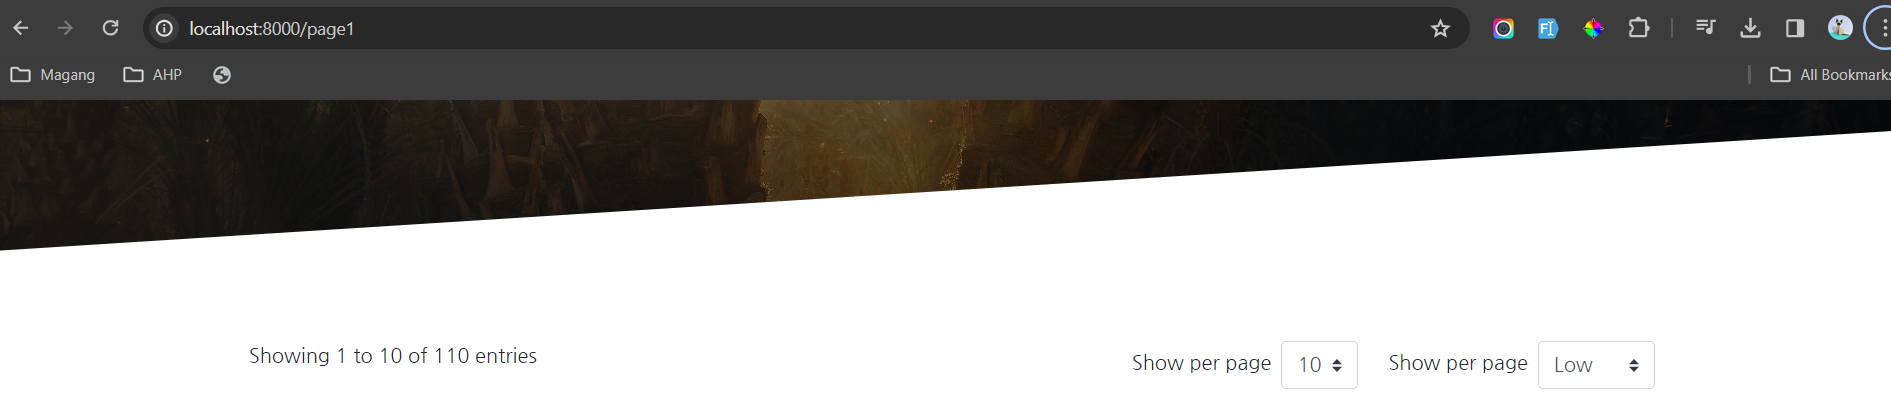 localhost:8000/page1
Magang AHP All Bookmarks
Showing 1 to 10 of 110 entries Show per page 10 Show per page Low